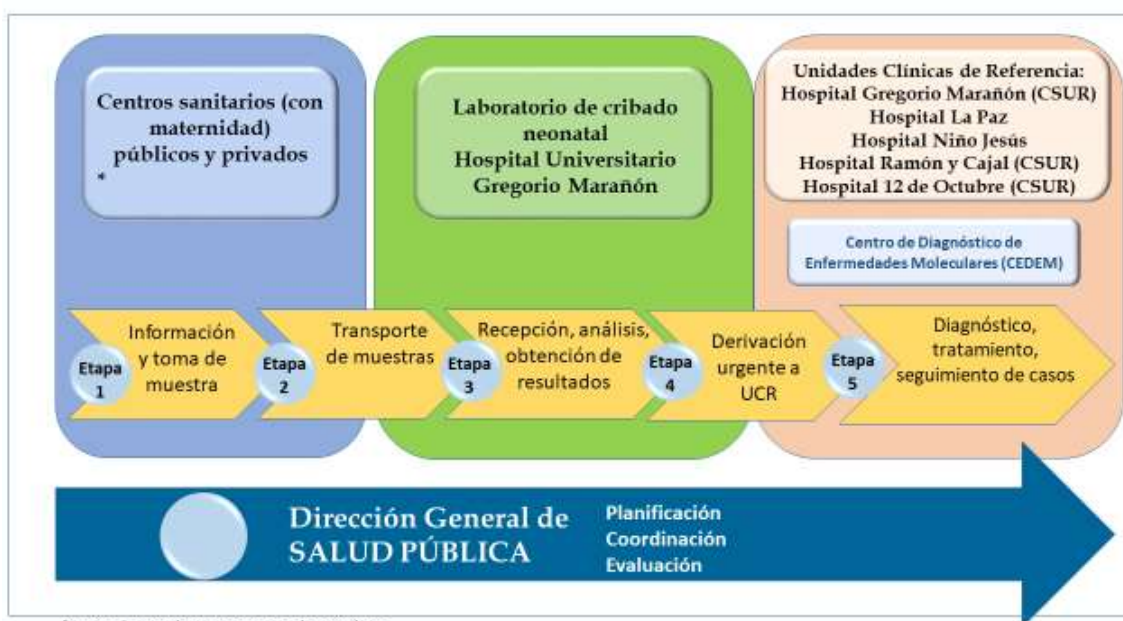 Centros sanitarios (con
maternidad)
públicos y privados
*
Laboratorio de cribado
neonatal
Hospital Universitario
Gregorio Marañón
Unidades Clínicas de Referencia:
Hospital Gregorio Marañón (CSUR)
Hospital La Paz
Hospital Niño Jesús
Hospital Ramón y Cajal (CSUR)
Hospital 12 de Octubre (CSUR)
Centro de Diagnóstico de
Enfermedades Moleculares (CEDEM)
Etapa
1
Información
y toma de
muestra
Etapa
2
Transporte
de muestras
Etapa
3
Recepción, análisis,
obtención de
resultados
Etapa
4
Derivación
urgente a
UCR
Etapa
5
Diagnóstico,
tratamiento,
seguimiento de casos
Dirección General de
SALUD PÚBLICA
Planificación
Coordinación
Evaluación